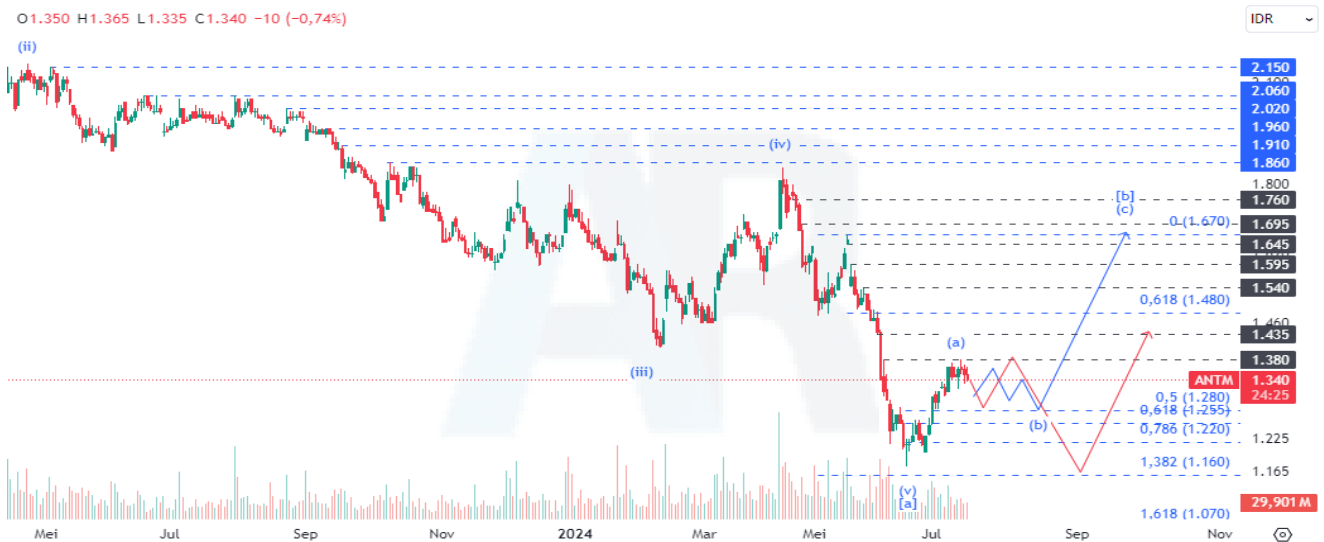 O1.350 H1.365 L1.335 C1.340 −10 (−0,74%)
IDR
(ii)
2.150
2.060
2.020
1.960
1.910
1.860
(iv)
1.800
1.760
[b]
(c)
0 (1.670)
1.695
1.645
1.595
1.540
0,618 (1.480)
1.460
1.435
(a)
1.380
(iii)
ANTM
1.340
24:25
0,5 (1.280)
0,618 (1.255)
(b)
0,786 (1.220)
1.225
1,382 (1.160)
1.165
(v)
[a]
29,901 M
1,618 (1.070)
Mei
Jul
Sep
Nov
2024
Mar
Mei
Jul
Sep
Nov
AR